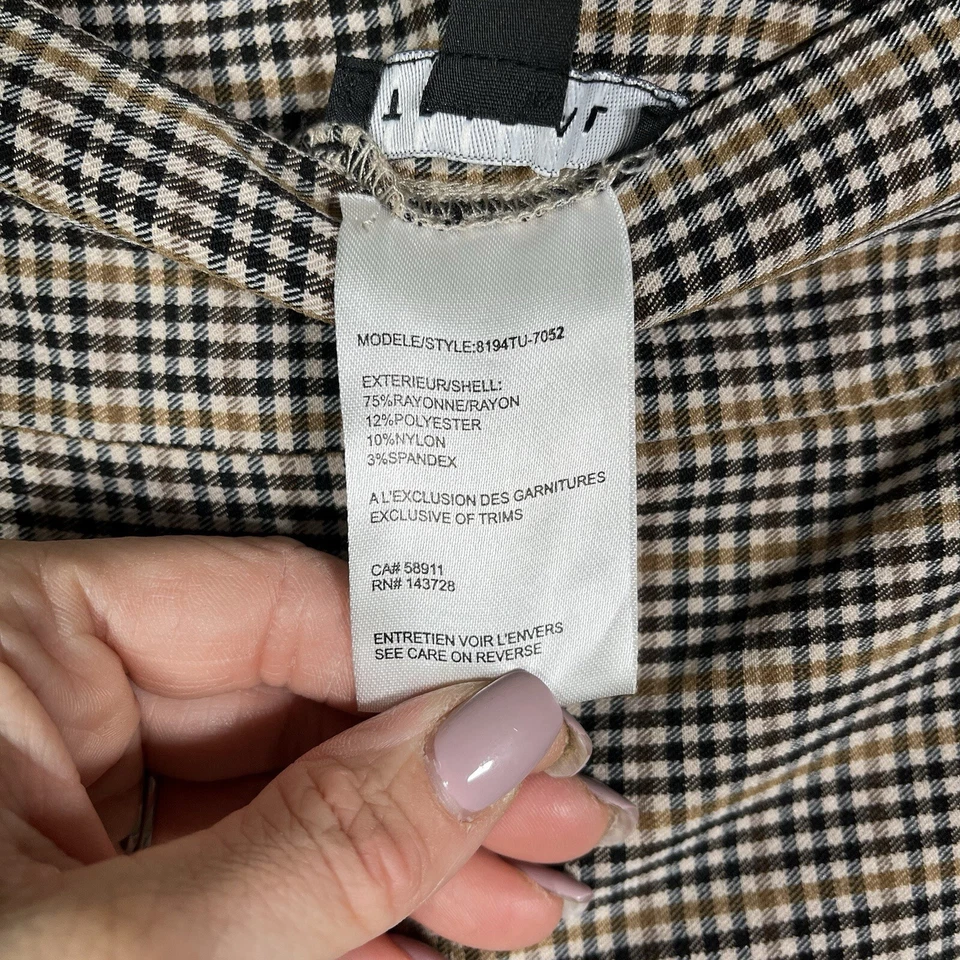 MODELE/STYLE:8194TU-7052
EXTERIEUR/SHELL:
75%RAYONNE/RAYON
12%POLYESTER
10%NYLON
3%SPANDEX
A L'EXCLUSION DES GARNITURES
EXCLUSIVE OF TRIMS
CA# 58911
RN# 143728
ENTRETIEN VOIR L'ENVERS
SEE CARE ON REVERSE